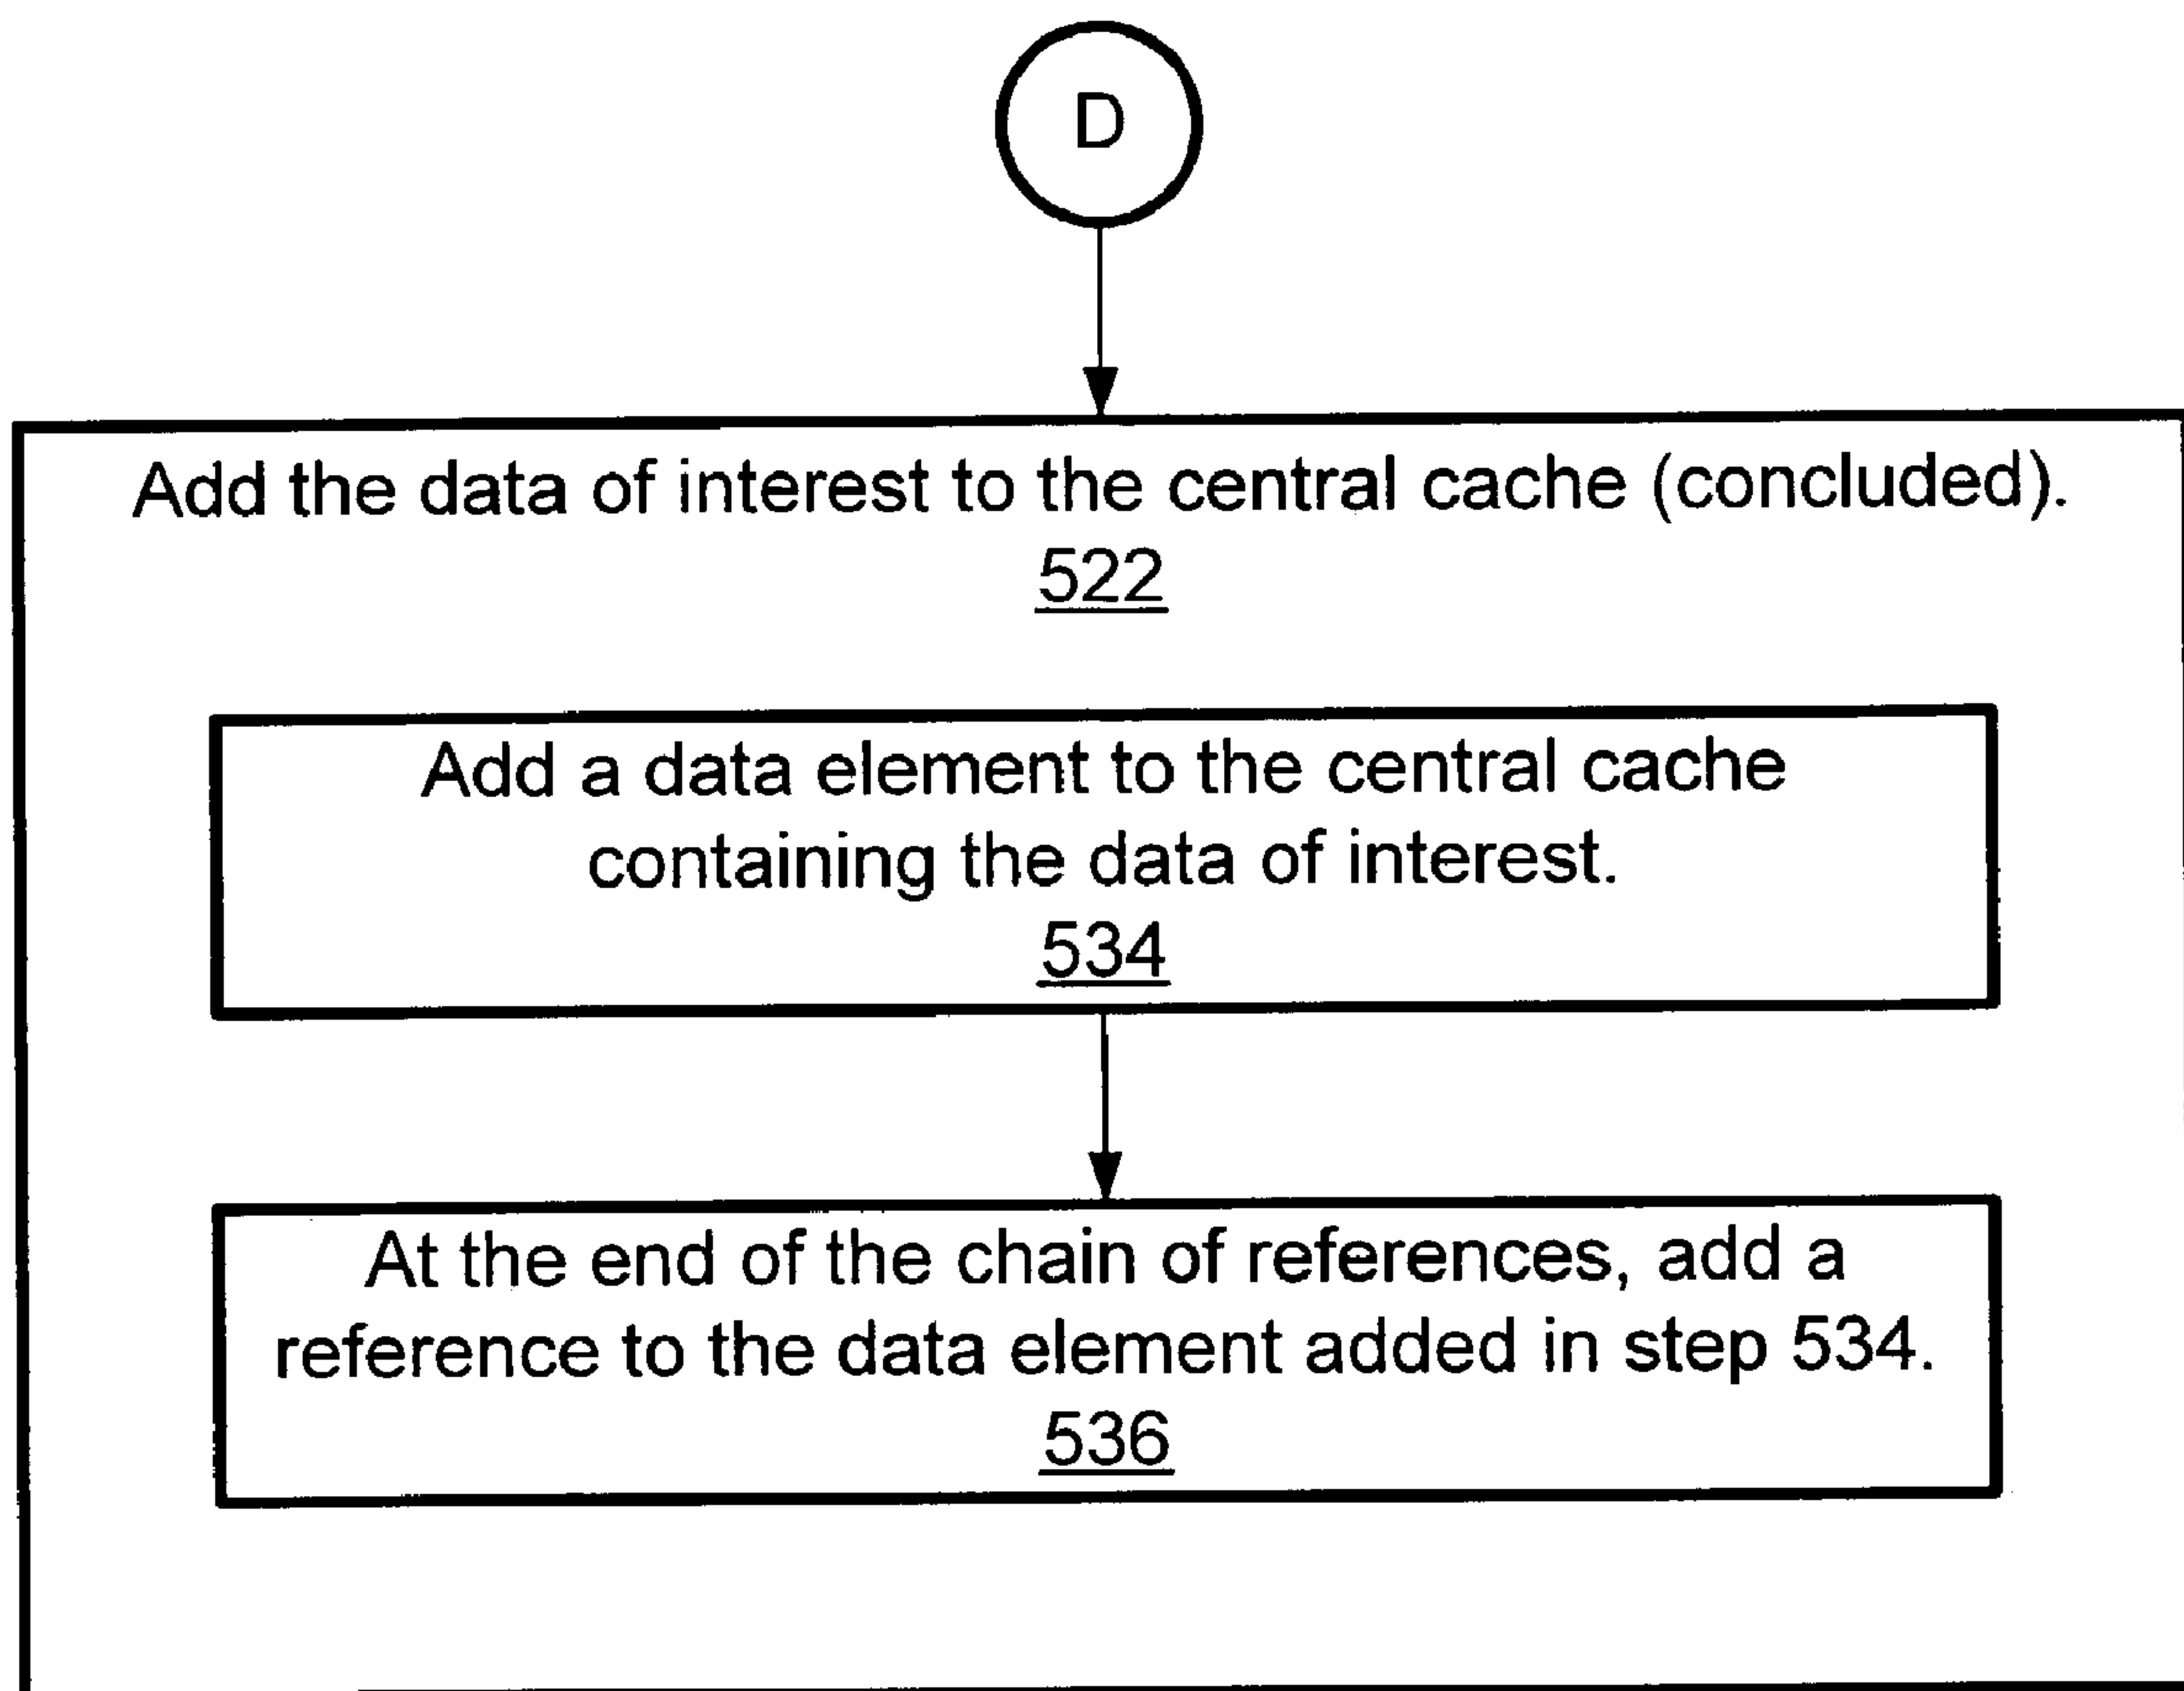 D
Add the data of interest to the central cache (concluded).
522
Add a data element to the central cache
containing the data of interest.
534
At the end of the chain of references, add a
reference to the data element added in step 534.
536